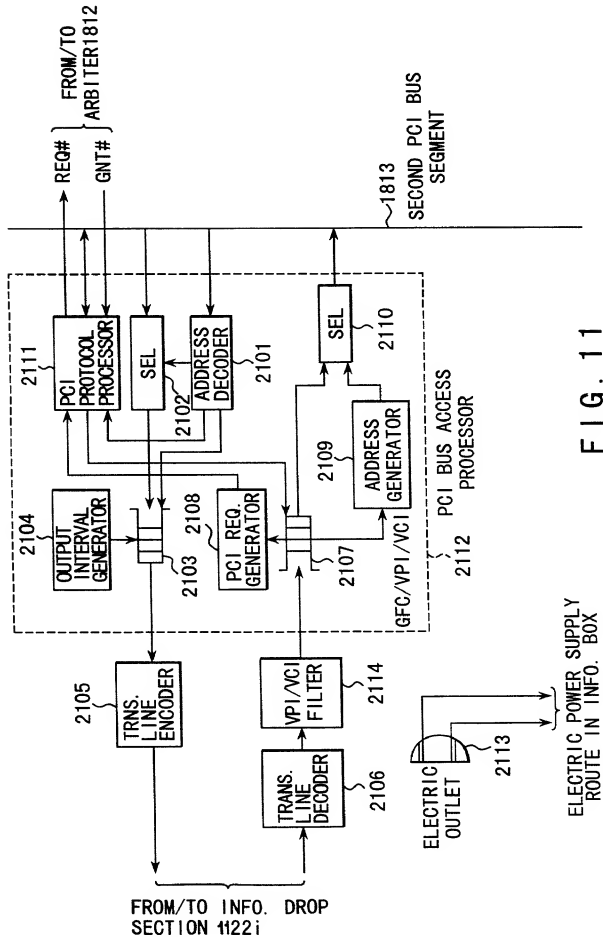 FROM/TO
ARBITER1812
REQ#
GNT#
1813
SECOND PCI BUS
SEGMENT
2111
PCI
PROTOCOL
PROCESSOR
SEL
2102
ADDRESS
DECODER
2101
SEL
2110
2104
OUTPUT
INTERVAL
GENERATOR
2103
2108
PCI REQ.
GENERATOR
2107
2109
ADDRESS
GENERATOR
GFC/VPI/VCI
PCI BUS ACCESS
PROCESSOR
2112
2105
TRNS.
LINE
ENCODER
VPI/VCI
FILTER
2114
TRANS.
LINE
DECODER
2106
ELECTRIC
OUTLET
2113
ELECTRIC POWER SUPPLY
ROUTE IN INFO. BOX
FROM/TO INFO. DROP
SECTION 1122i
FIG. 11